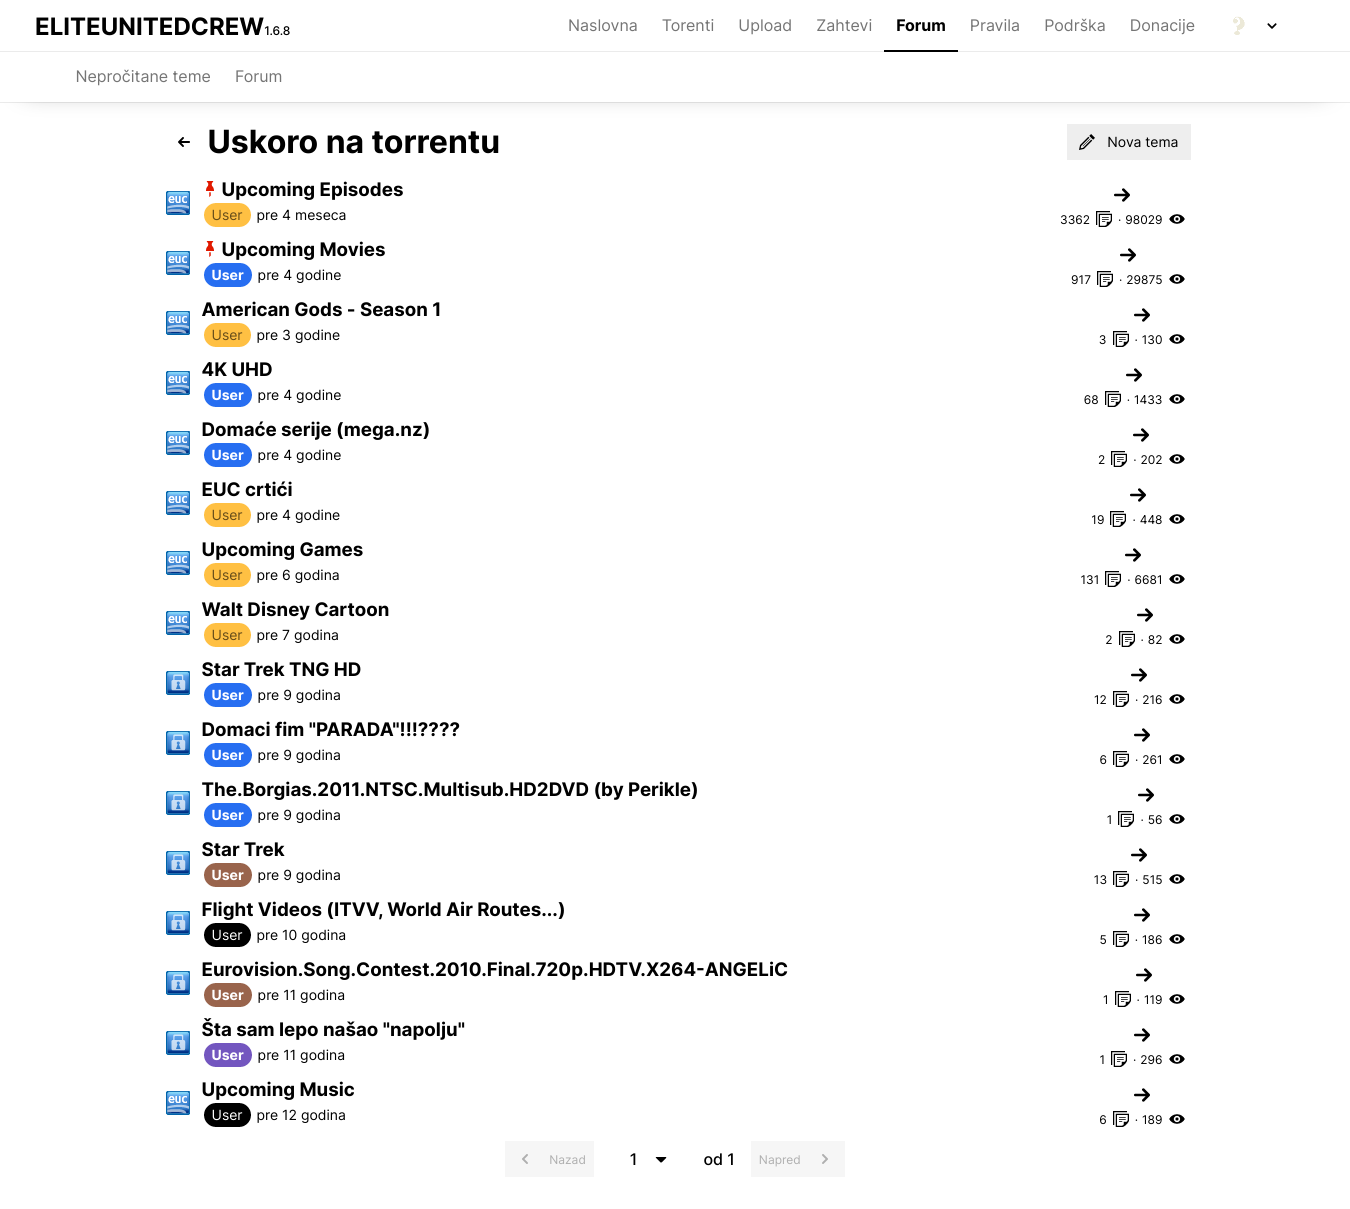 ELITEUNITEDCREW1.6.8
Naslovna Torenti Upload Zahtevi Forum Pravila Podrška Donacije
Nepročitane teme Forum
Uskoro na torrentu
Nova tema
euc Upcoming Episodes
User pre 4 meseca
3362 · 98029
euc Upcoming Movies
User pre 4 godine
917 · 29875
euc American Gods - Season 1
User pre 3 godine
3 · 130
euc 4K UHD
User pre 4 godine
68 · 1433
euc Domaće serije (mega.nz)
User pre 4 godine
2 · 202
euc EUC crtići
User pre 4 godine
19 · 448
euc Upcoming Games
User pre 6 godina
131 · 6681
euc Walt Disney Cartoon
User pre 7 godina
2 · 82
Star Trek TNG HD
User pre 9 godina
12 · 216
Domaci fim "PARADA"!!!????
User pre 9 godina
6 · 261
The.Borgias.2011.NTSC.Multisub.HD2DVD (by Perikle)
User pre 9 godina
1 · 56
Star Trek
User pre 9 godina
13 · 515
Flight Videos (ITVV, World Air Routes...)
User pre 10 godina
5 · 186
Eurovision.Song.Contest.2010.Final.720p.HDTV.X264-ANGELiC
User pre 11 godina
1 · 119
Šta sam lepo našao "napolju"
User pre 11 godina
1 · 296
euc Upcoming Music
User pre 12 godina
6 · 189
Nazad 1 od 1 Napred